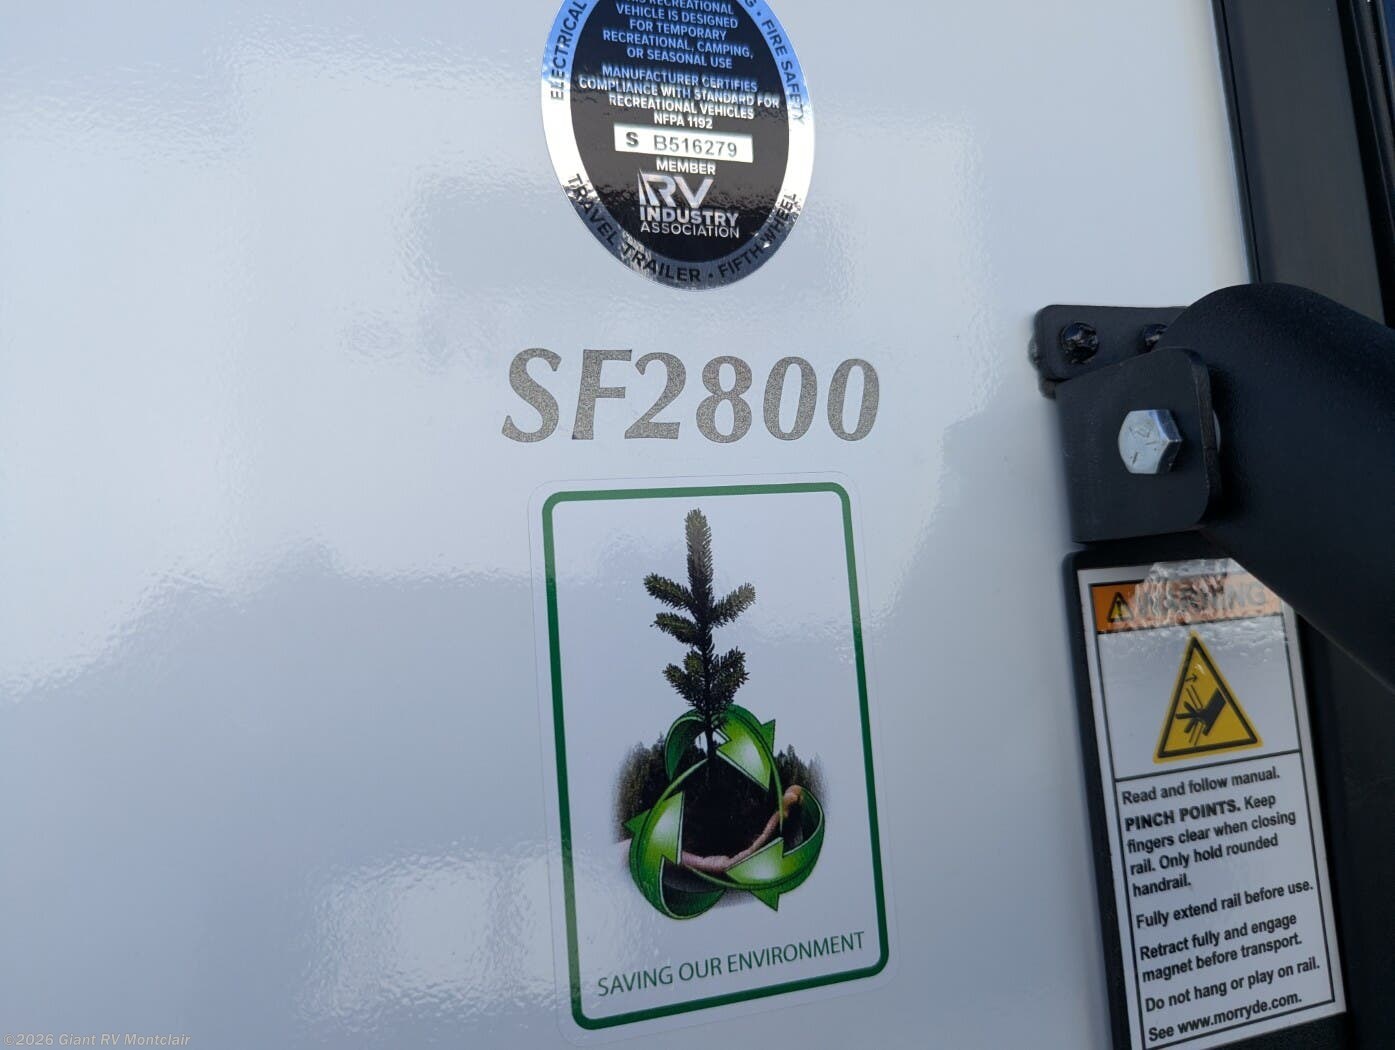 ELECTRICAL
FIRE SAFETY
RECREATIONAL
VEHICLE IS DESIGNED
FOR TEMPORARY
RECREATIONAL, CAMPING,
OR SEASONAL USE
MANUFACTURER CERTIFIES
COMPLIANCE WITH STANDARD FOR
RECREATIONAL VEHICLES
NFPA 1192
S B516279
MEMBER
RV
INDUSTRY
ASSOCIATION
TRAVEL TRAILER • FIFTH WHEEL
SF2800
SAVING OUR ENVIRONMENT
WARNING
Read and follow manual.
PINCH POINTS. Keep
fingers clear when closing
rail. Only hold rounded
handrail.
Fully extend rail before use.
Retract fully and engage
magnet before transport.
Do not hang or play on rail.
See www.morryde.com.
©2026 Giant RV Montclair